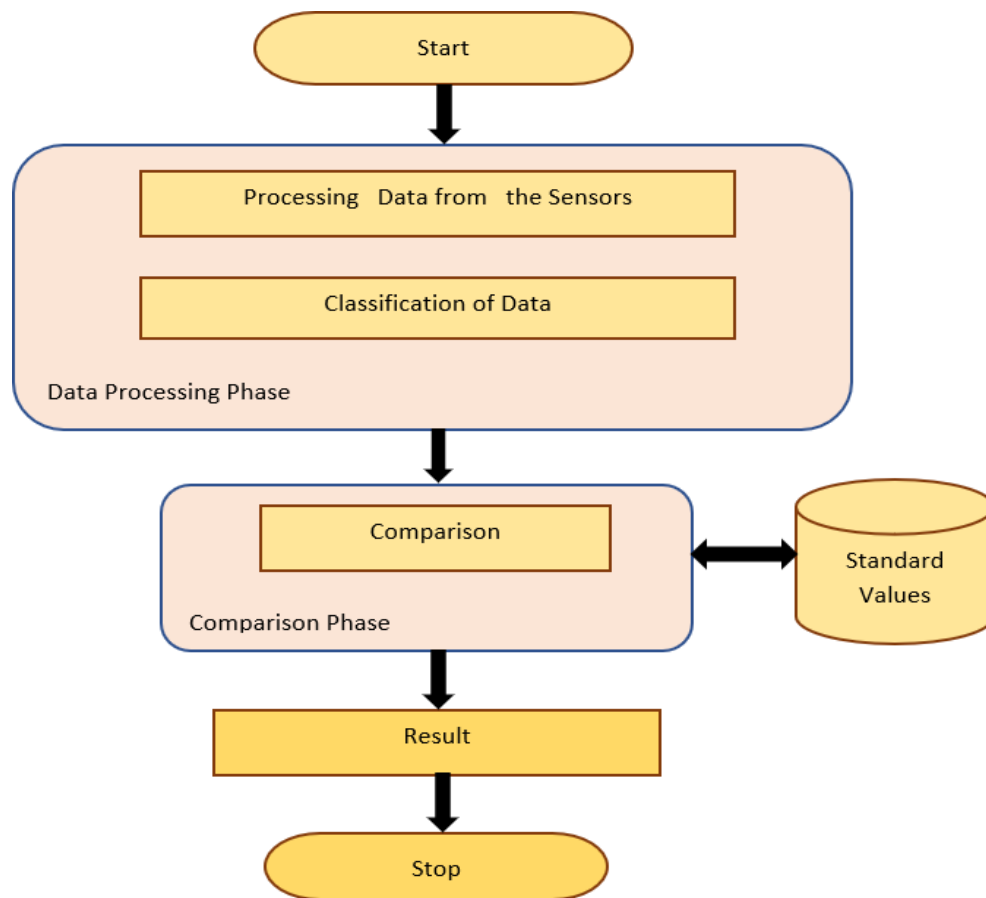 Start
Processing Data from the Sensors
Classification of Data
Data Processing Phase
Comparison
Comparison Phase
Standard
Values
Result
Stop